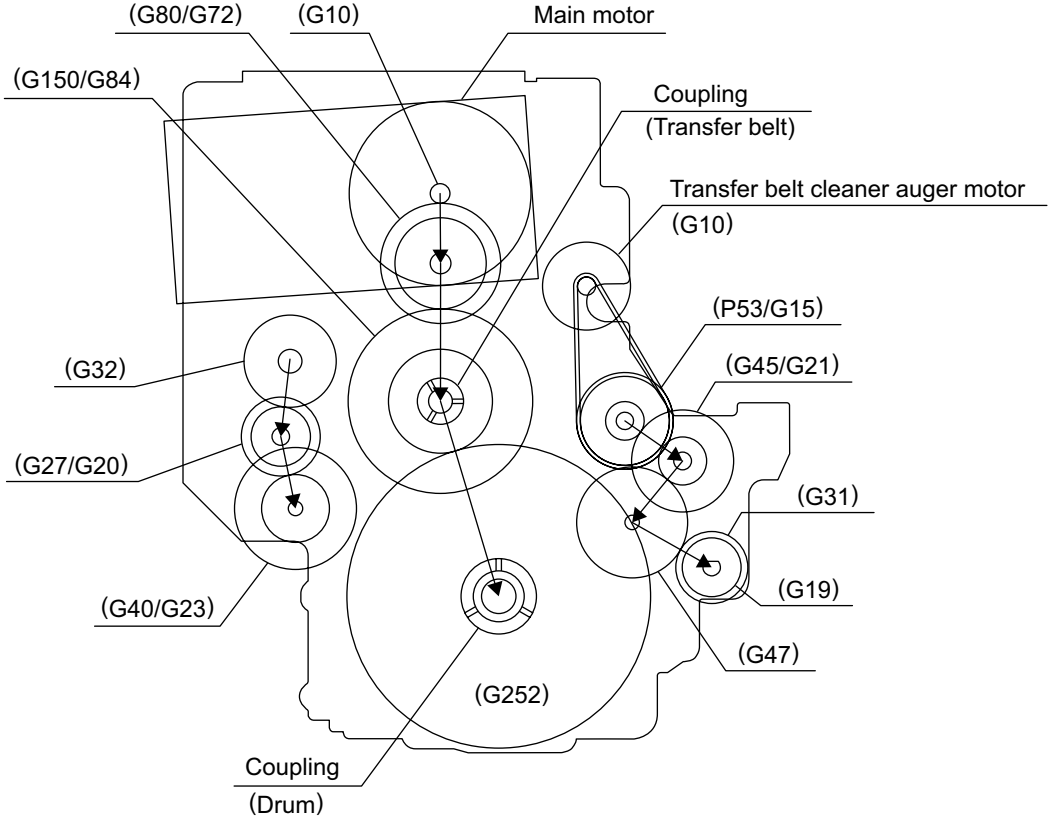 (G80/G72)
(G10)
Main motor
(G150/G84)
Coupling
(Transfer belt)
Transfer belt cleaner auger motor
(G10)
(P53/G15)
(G32)
(G45/G21)
(G27/G20)
(G31)
(G40/G23)
(G19)
(G47)
(G252)
Coupling
(Drum)